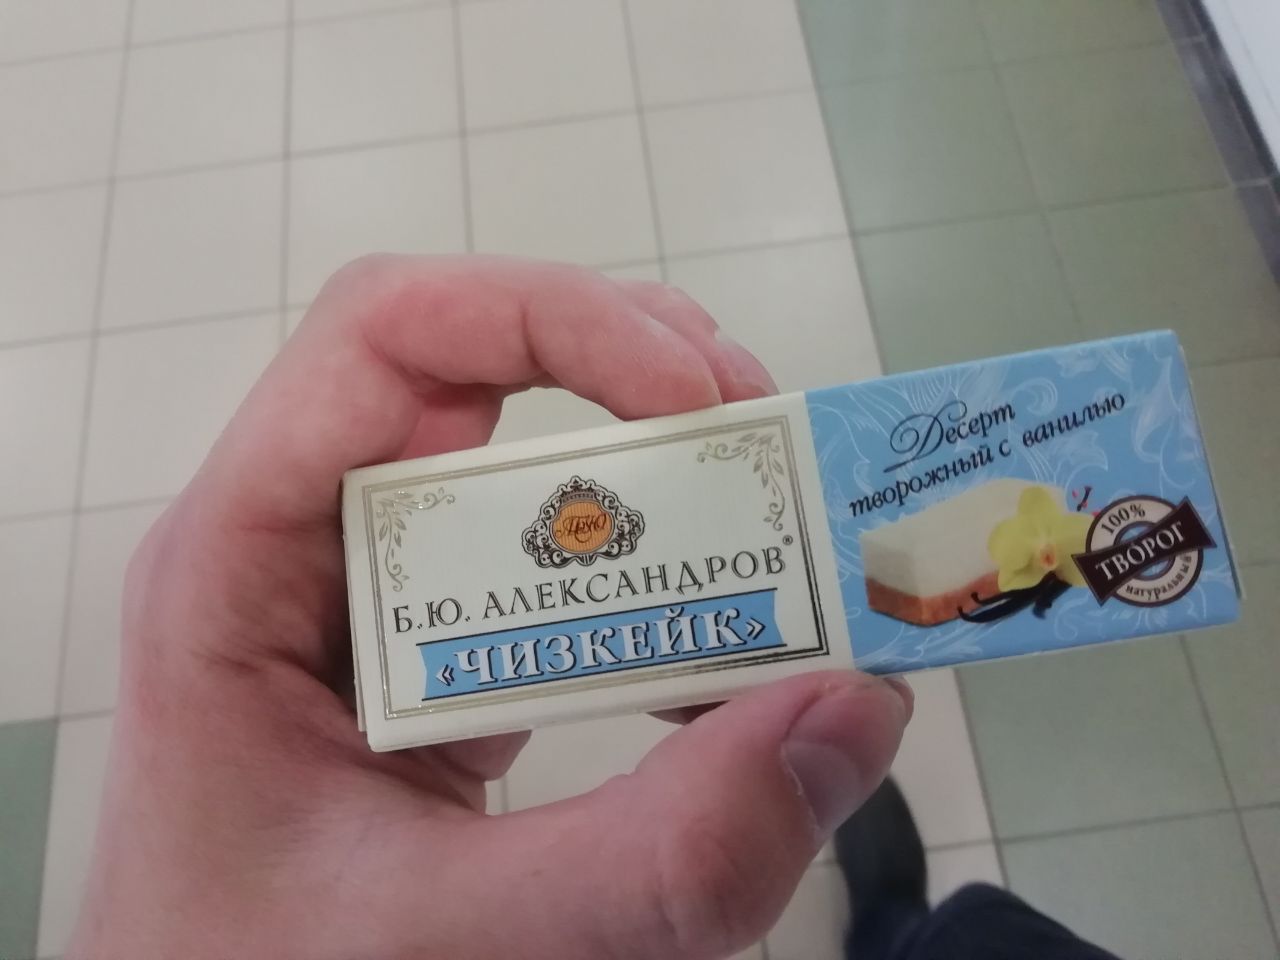 Б.Ю. АЛЕКСАНДРОВ®
«ЧИЗКЕЙК»
Десерт
творожный с ванилью
100%
ТВОРОГ
натуральный